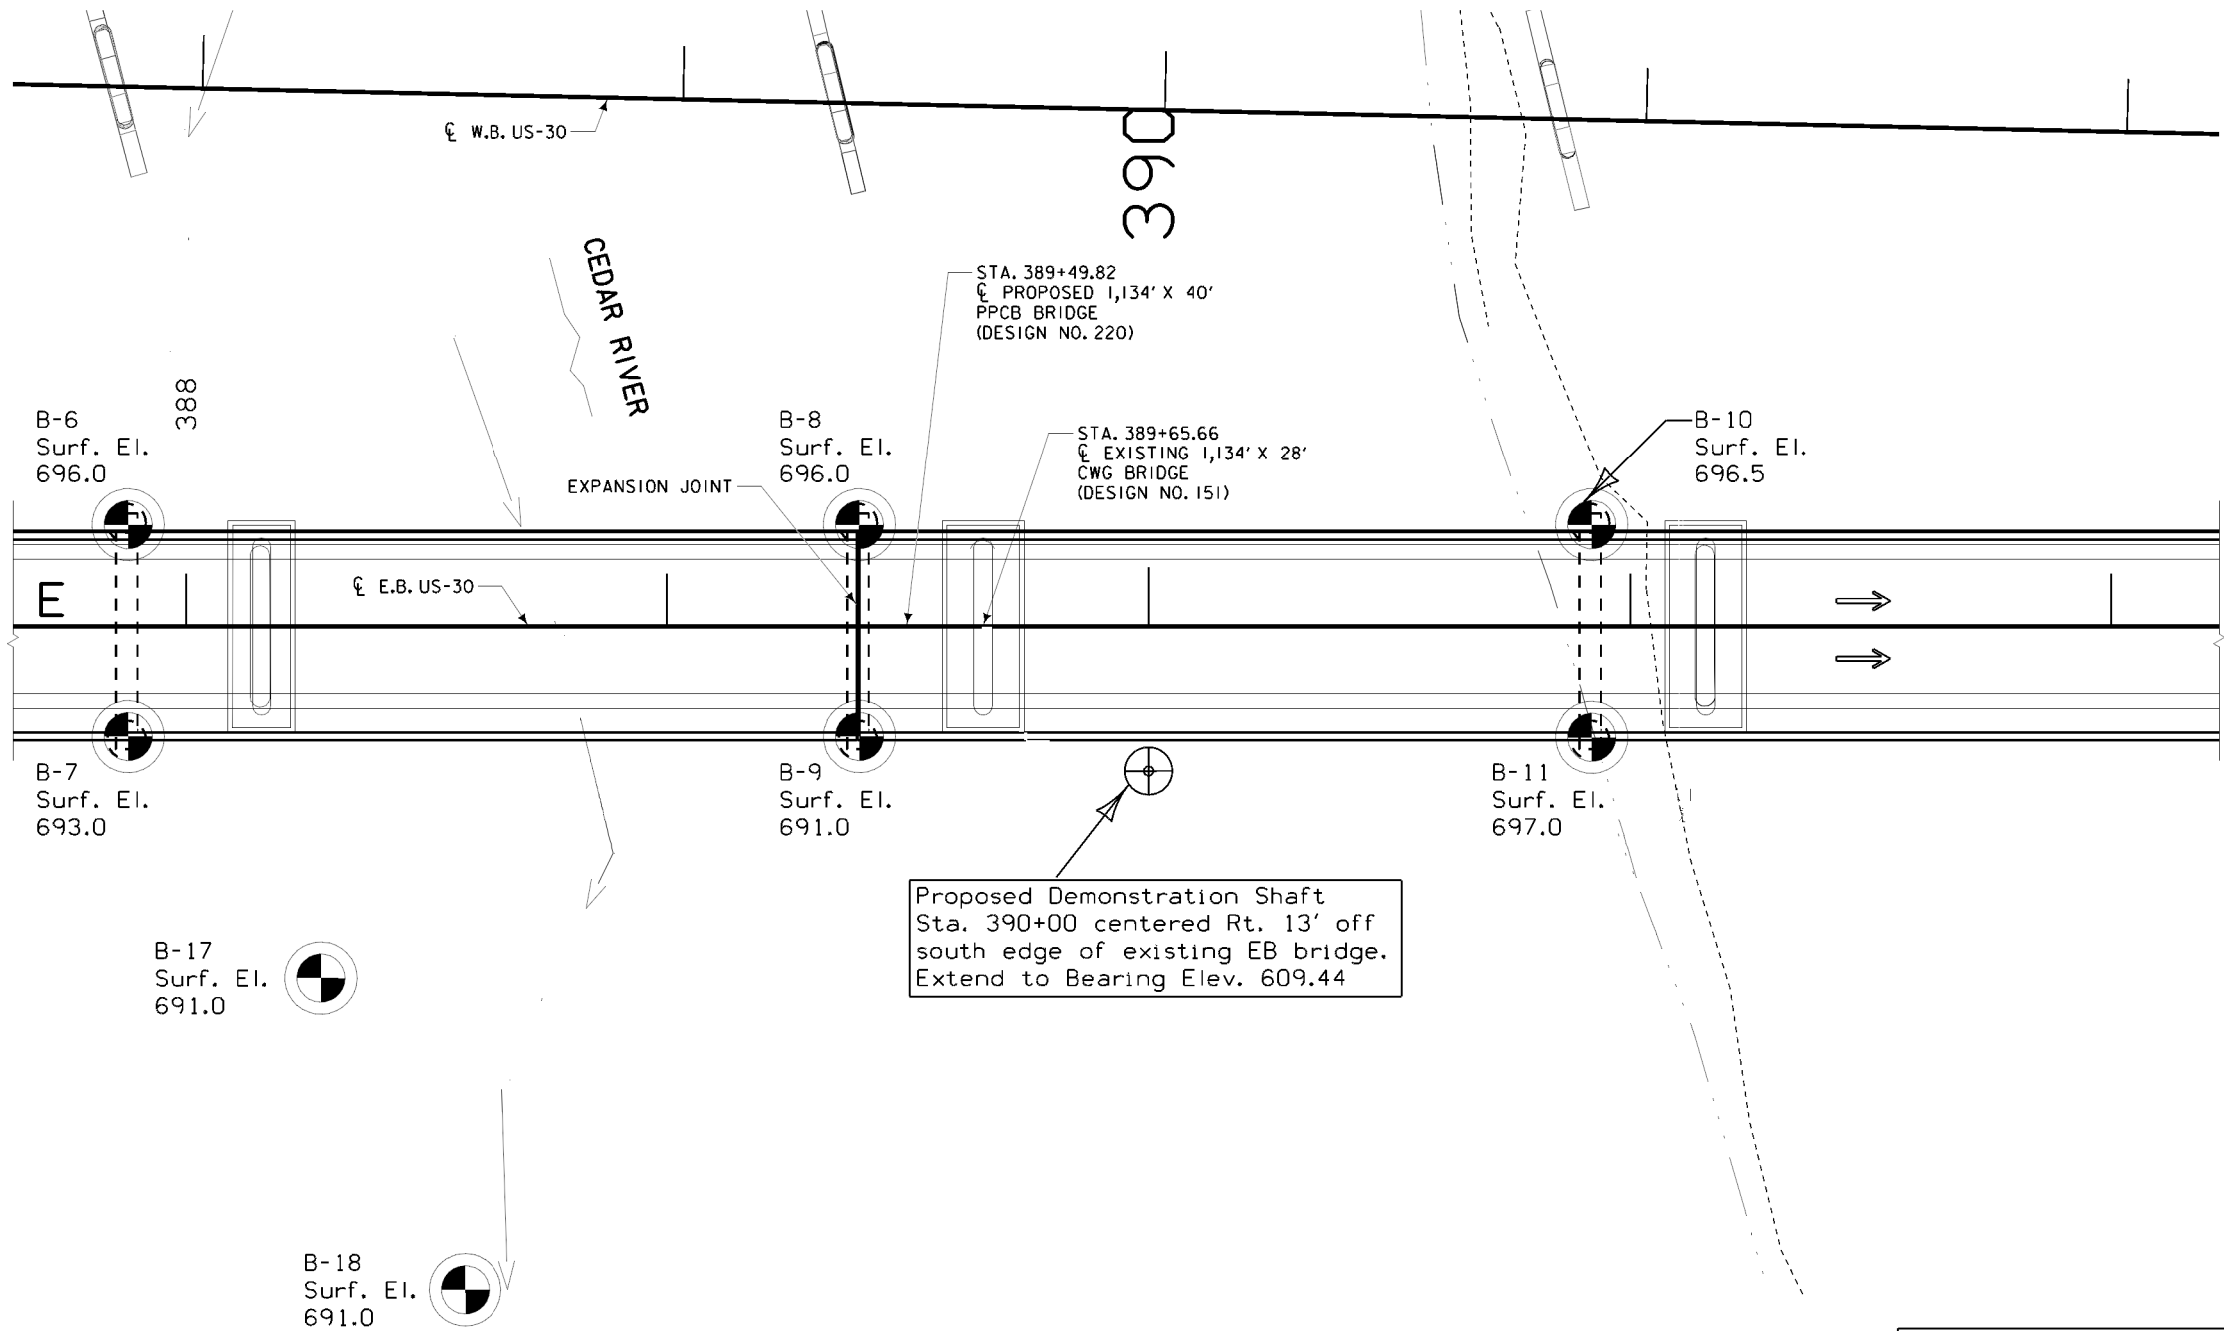 ℄ W.B. US-30
390
CEDAR RIVER
STA. 389+49.82
℄ PROPOSED 1,134' X 40'
PPCB BRIDGE
(DESIGN NO. 220)
388
B-6
Surf. El.
696.0
B-8
Surf. El.
696.0
STA. 389+65.66
℄ EXISTING 1,134' X 28'
CWG BRIDGE
(DESIGN NO. 151)
B-10
Surf. El.
696.5
EXPANSION JOINT
E
℄ E.B. US-30
B-7
Surf. El.
693.0
B-9
Surf. El.
691.0
B-11
Surf. El.
697.0
Proposed Demonstration Shaft
Sta. 390+00 centered Rt. 13' off
south edge of existing EB bridge.
Extend to Bearing Elev. 609.44
B-17
Surf. El.
691.0
B-18
Surf. El.
691.0